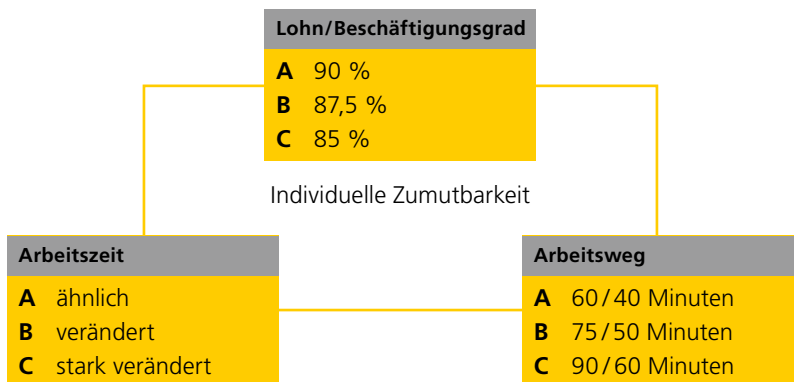 Lohn/Beschäftigungsgrad
A 90 %
B 87,5 %
C 85 %
Individuelle Zumutbarkeit
Arbeitszeit
A ähnlich
B verändert
C stark verändert
Arbeitsweg
A 60/40 Minuten
B 75/50 Minuten
C 90/60 Minuten